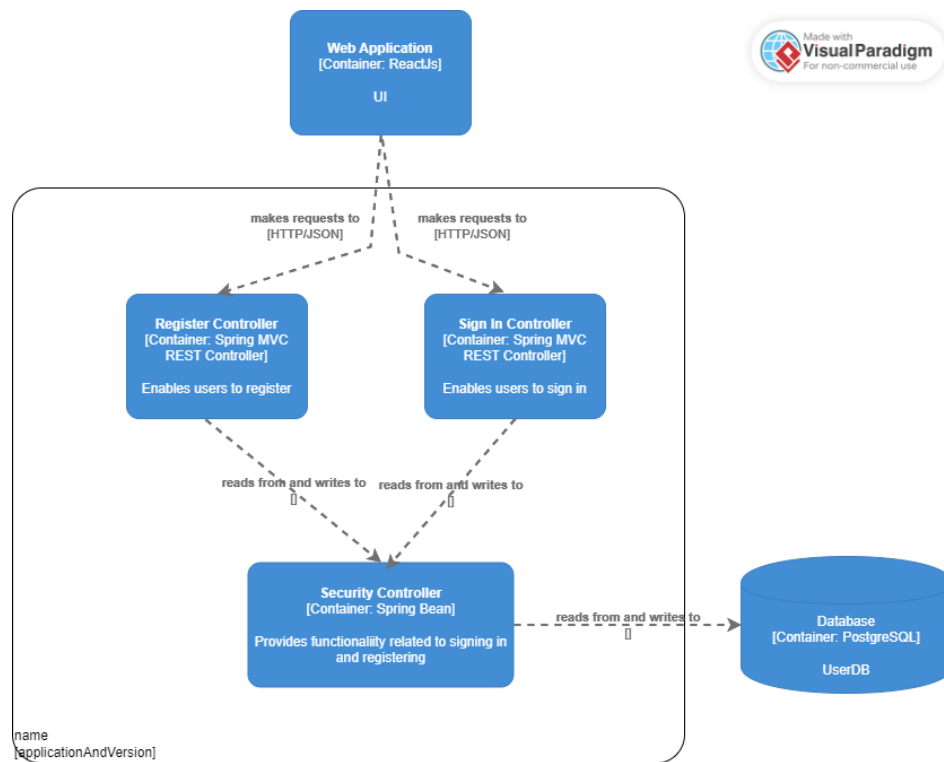 Web Application
[Container: ReactJs]
UI
Made with
VisualParadigm
For non-commercial use
makes requests to
[HTTP/JSON]
makes requests to
[HTTP/JSON]
Register Controller
[Container: Spring MVC
REST Controller]
Enables users to register
Sign In Controller
[Container: Spring MVC
REST Controller]
Enables users to sign in
reads from and writes to
[]
reads from and writes to
[]
Security Controller
[Container: Spring Bean]
Provides functionaliity related to signing in
and registering
reads from and writes to
[]
Database
[Container: PostgreSQL]
UserDB
name
[applicationAndVersion]